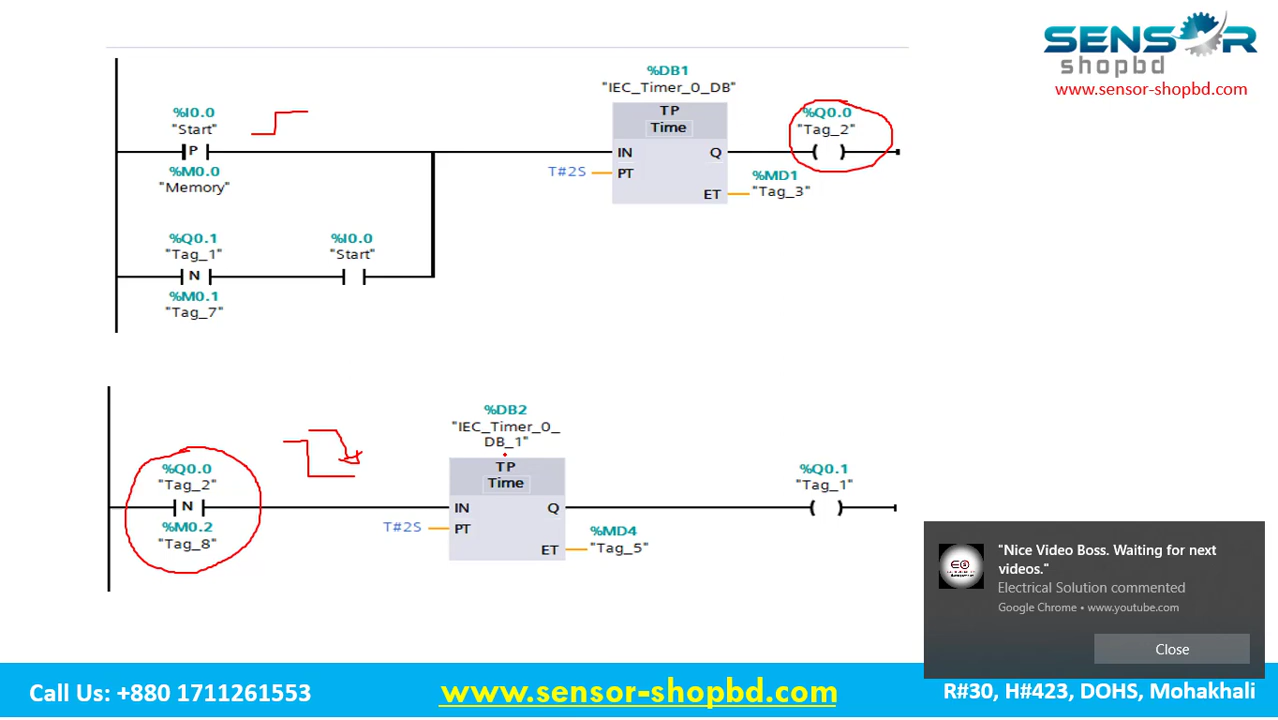 SENSOR
shopbd
www.sensor-shopbd.com
%DB1
"IEC_Timer_0_DB"
%I0.0
"Start"
P
%M0.0
"Memory"
TP
Time
IN
Q
T#2S
PT
ET
%Q0.0
"Tag_2"
%MD1
"Tag_3"
%Q0.1
"Tag_1"
N
%M0.1
"Tag_7"
%I0.0
"Start"
%DB2
"IEC_Timer_0_
DB_1"
%Q0.0
"Tag_2"
N
%M0.2
"Tag_8"
TP
Time
IN
Q
T#2S
PT
ET
%MD4
"Tag_5"
%Q0.1
"Tag_1"
"Nice Video Boss. Waiting for next
videos."
Electrical Solution commented
Google Chrome • www.youtube.com
Close
Call Us: +880 1711261553
www.sensor-shopbd.com
R#30, H#423, DOHS, Mohakhali